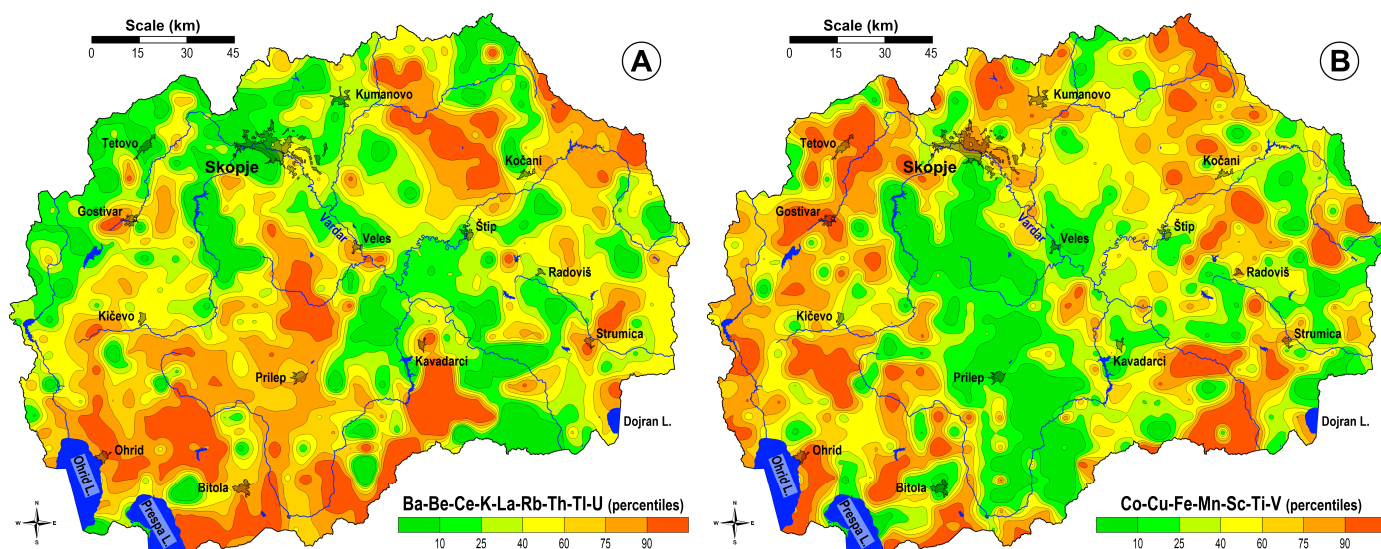 Scale (km)
0 15 30 45
A
Kumanovo
Tetovo
Skopje
Kočani
Gostivar
Vardar
Veles
Štip
Radoviš
Kičevo
Strumica
Kavadarci
Prilep
Dojran L.
Ohrid
Ohrid L.
Bitola
Prespa L.
N
W E
S
Ba-Be-Ce-K-La-Rb-Th-Tl-U (percentiles)
10 25 40 60 75 90
Scale (km)
0 15 30 45
B
Kumanovo
Tetovo
Skopje
Kočani
Gostivar
Vardar
Veles
Štip
Radoviš
Kičevo
Strumica
Kavadarci
Prilep
Dojran L.
Ohrid
Ohrid L.
Bitola
Prespa L.
N
W E
S
Co-Cu-Fe-Mn-Sc-Ti-V (percentiles)
10 25 40 60 75 90